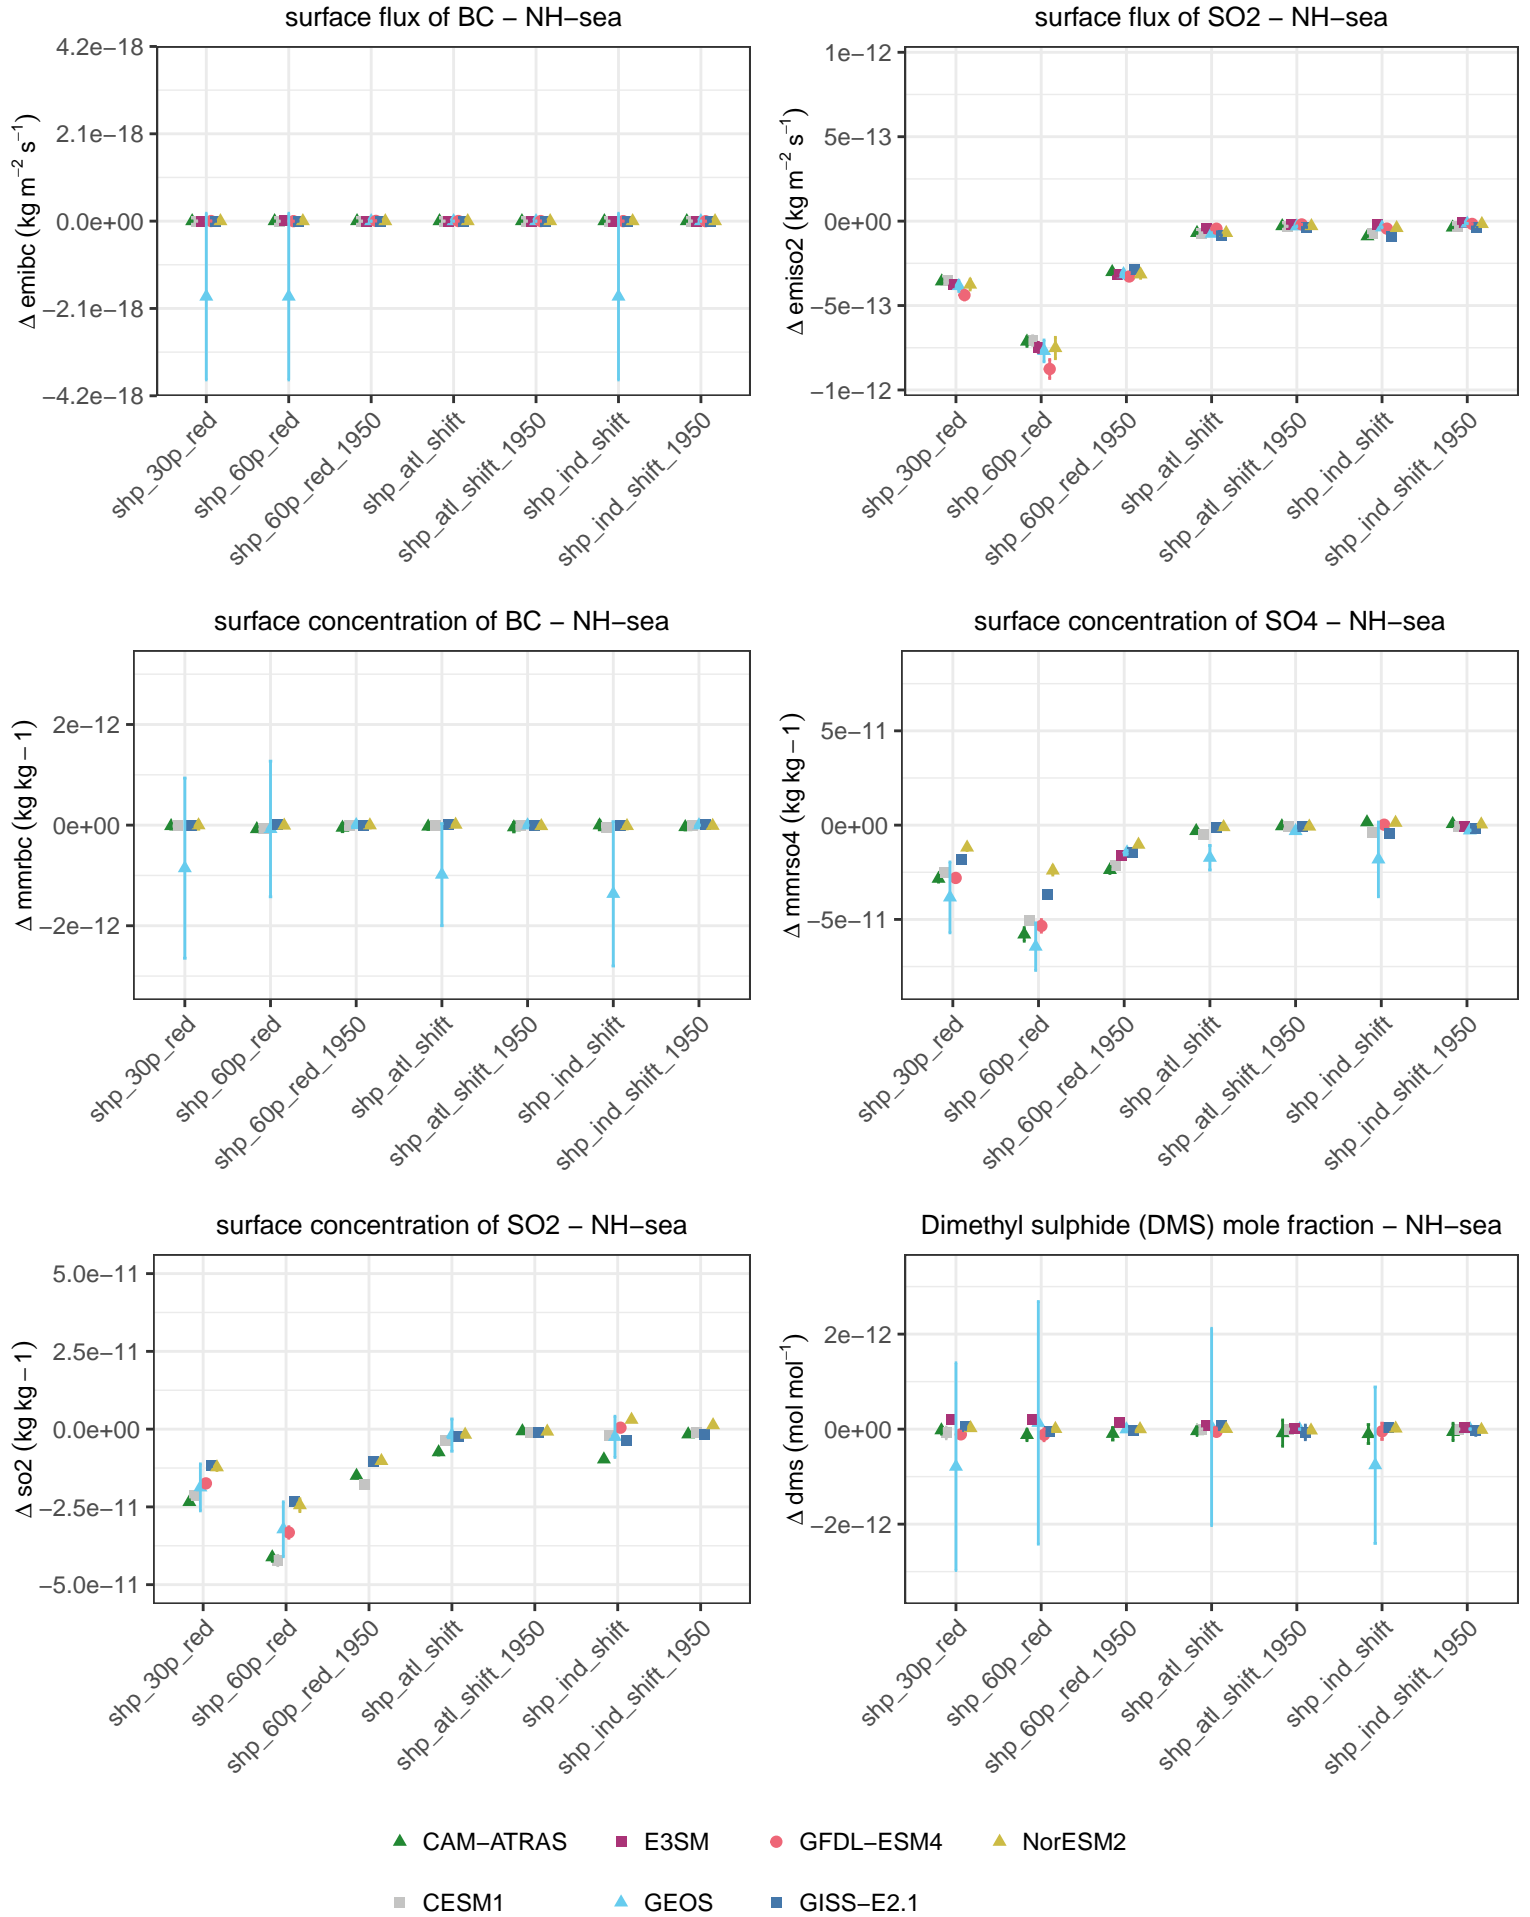 surface flux of BC − NH−sea
4.2e−18
2.1e−18
0.0e+00
−2.1e−18
−4.2e−18
Δ emibc (kg m⁻² s⁻¹)
shp_30p_red
shp_60p_red
shp_60p_red_1950
shp_atl_shift
shp_atl_shift_1950
shp_ind_shift
shp_ind_shift_1950
surface flux of SO2 − NH−sea
1e−12
5e−13
0e+00
−5e−13
−1e−12
Δ emiso2 (kg m⁻² s⁻¹)
shp_30p_red
shp_60p_red
shp_60p_red_1950
shp_atl_shift
shp_atl_shift_1950
shp_ind_shift
shp_ind_shift_1950
surface concentration of BC − NH−sea
2e−12
0e+00
−2e−12
Δ mmrbc (kg kg − 1)
shp_30p_red
shp_60p_red
shp_60p_red_1950
shp_atl_shift
shp_atl_shift_1950
shp_ind_shift
shp_ind_shift_1950
surface concentration of SO4 − NH−sea
5e−11
0e+00
−5e−11
Δ mmrso4 (kg kg − 1)
shp_30p_red
shp_60p_red
shp_60p_red_1950
shp_atl_shift
shp_atl_shift_1950
shp_ind_shift
shp_ind_shift_1950
surface concentration of SO2 − NH−sea
5.0e−11
2.5e−11
0.0e+00
−2.5e−11
−5.0e−11
Δ so2 (kg kg − 1)
shp_30p_red
shp_60p_red
shp_60p_red_1950
shp_atl_shift
shp_atl_shift_1950
shp_ind_shift
shp_ind_shift_1950
Dimethyl sulphide (DMS) mole fraction − NH−sea
2e−12
0e+00
−2e−12
Δ dms (mol mol⁻¹)
shp_30p_red
shp_60p_red
shp_60p_red_1950
shp_atl_shift
shp_atl_shift_1950
shp_ind_shift
shp_ind_shift_1950
CAM−ATRAS E3SM GFDL−ESM4 NorESM2
CESM1 GEOS GISS−E2.1